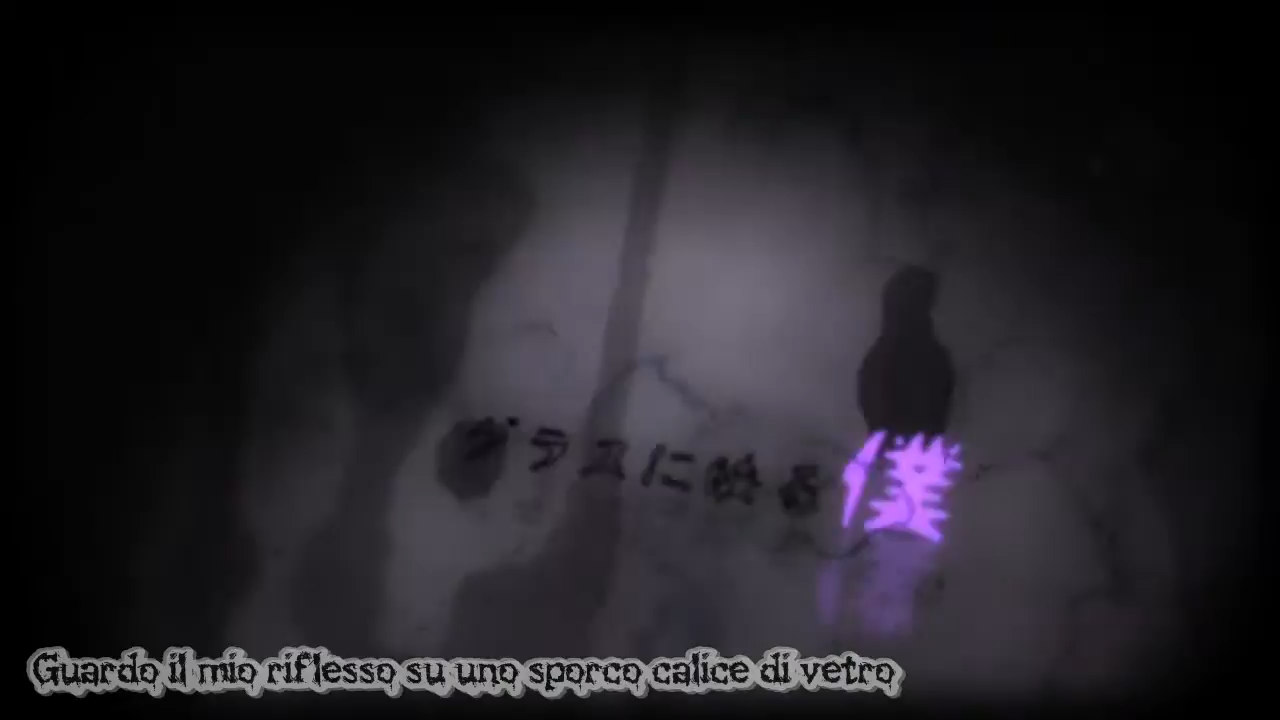 グラスに映る僕
Guardo il mio riflesso su uno sporco calice di vetro